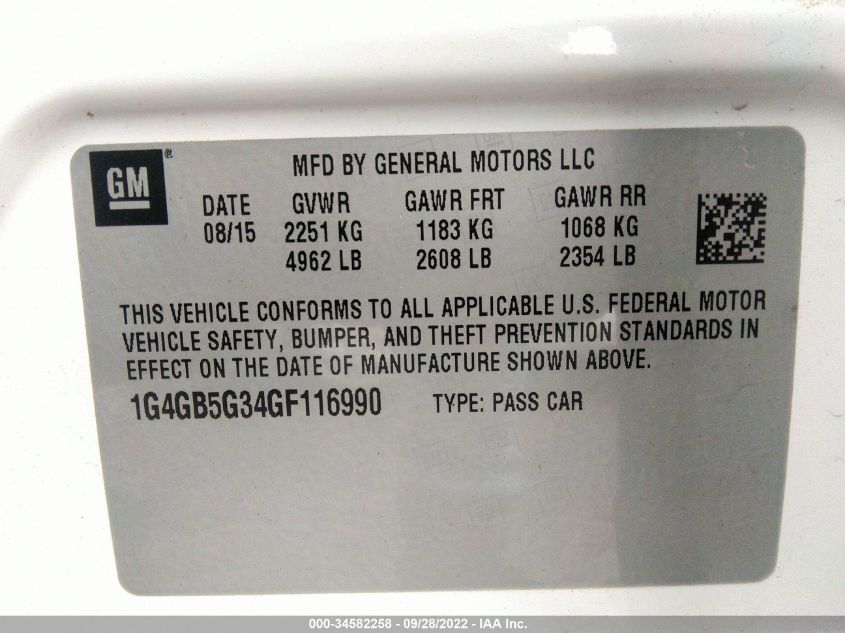 GM ®
MFD BY GENERAL MOTORS LLC
DATE GVWR GAWR FRT GAWR RR
08/15 2251 KG 1183 KG 1068 KG
4962 LB 2608 LB 2354 LB
THIS VEHICLE CONFORMS TO ALL APPLICABLE U.S. FEDERAL MOTOR
VEHICLE SAFETY, BUMPER, AND THEFT PREVENTION STANDARDS IN
EFFECT ON THE DATE OF MANUFACTURE SHOWN ABOVE.
1G4GB5G34GF116990 TYPE: PASS CAR
000-34582258 - 09/28/2022 - IAA Inc.